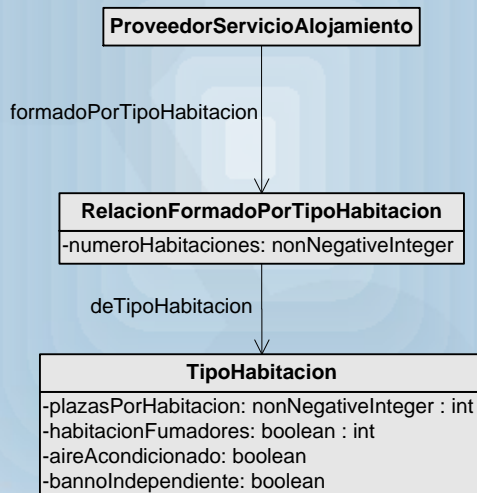 ProveedorServicioAlojamiento
formadoPorTipoHabitacion
RelacionFormadoPorTipoHabitacion
-numeroHabitaciones: nonNegativeInteger
deTipoHabitacion
TipoHabitacion
-plazasPorHabitacion: nonNegativeInteger : int
-habitacionFumadores: boolean : int
-aireAcondicionado: boolean
-bannoIndependiente: boolean